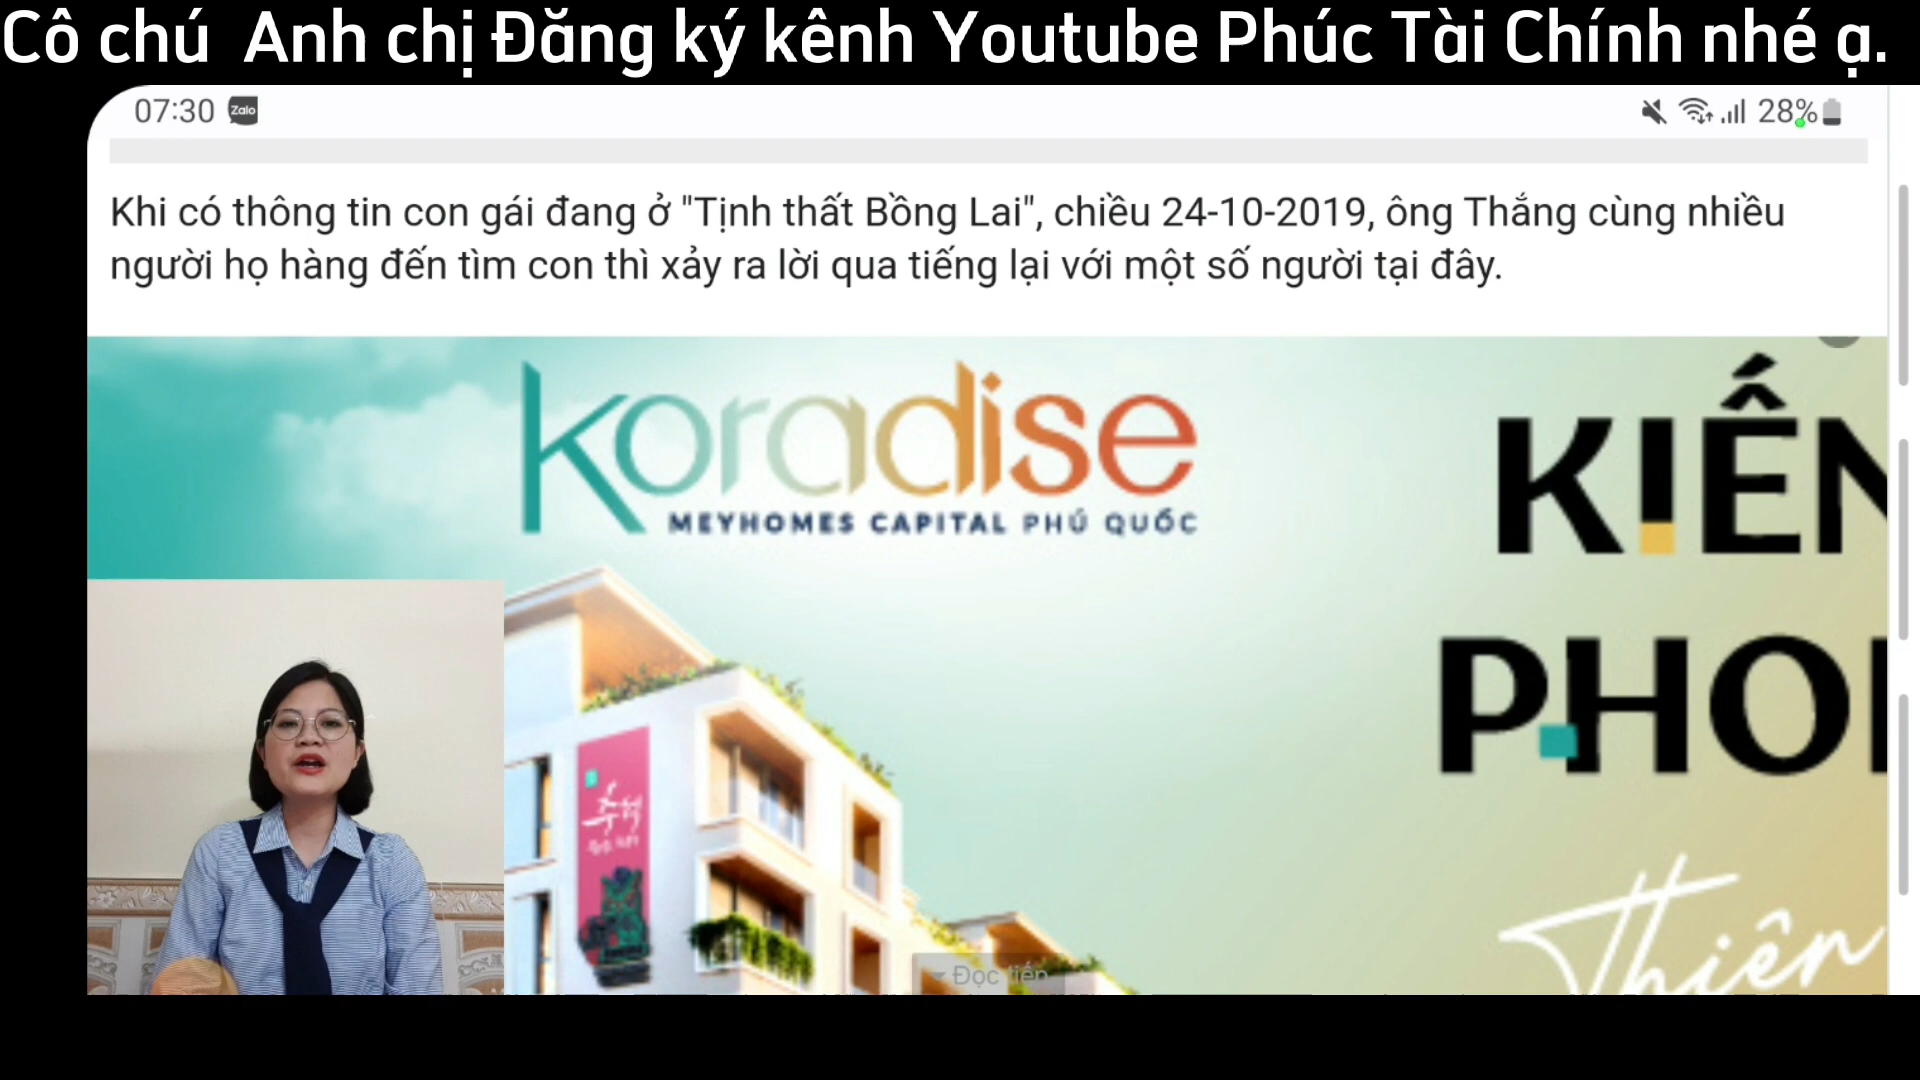 Cô chú Anh chị Đăng ký kênh Youtube Phúc Tài Chính nhé ạ.
07:30 Zalo 28%
Khi có thông tin con gái đang ở "Tịnh thất Bồng Lai", chiều 24-10-2019, ông Thắng cùng nhiều
người họ hàng đến tìm con thì xảy ra lời qua tiếng lại với một số người tại đây.
koradise
MEYHOMES CAPITAL PHÚ QUỐC
KIẾN
PHO
Thiên
Đọc tiếp